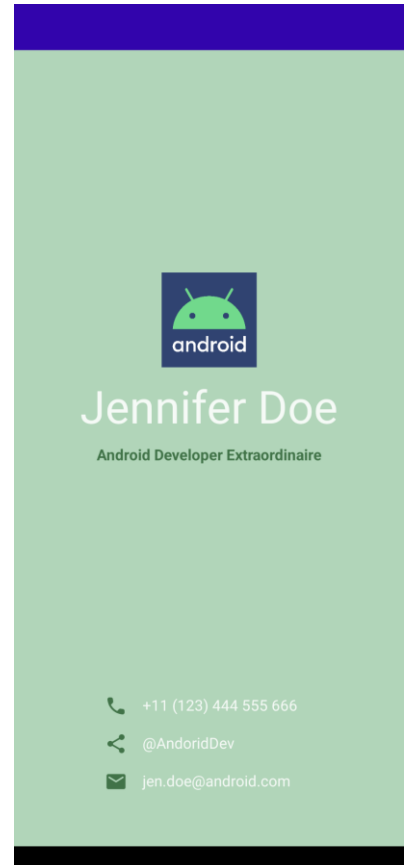 android
Jennifer Doe
Android Developer Extraordinaire
+11 (123) 444 555 666
@AndoridDev
jen.doe@android.com